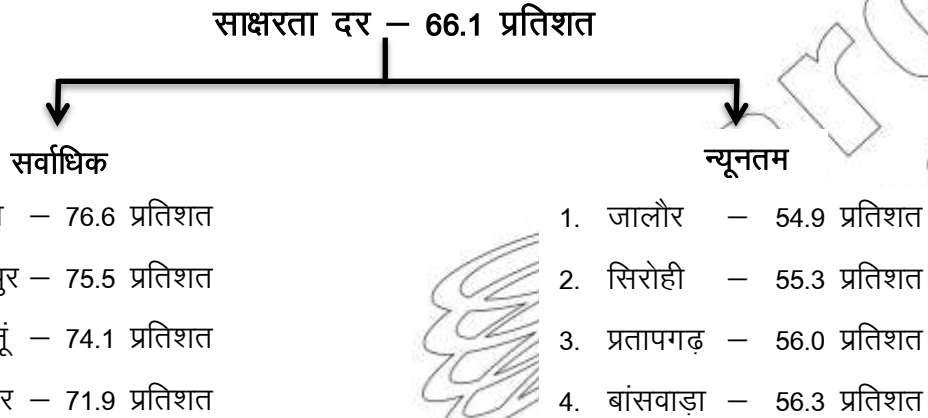 साक्षरता दर – 66.1 प्रतिशत
सर्वाधिक
– 76.6 प्रतिशत
– 75.5 प्रतिशत
– 74.1 प्रतिशत
– 71.9 प्रतिशत
न्यूनतम
1. जालौर – 54.9 प्रतिशत
2. सिरोही – 55.3 प्रतिशत
3. प्रतापगढ़ – 56.0 प्रतिशत
4. बांसवाड़ा – 56.3 प्रतिशत